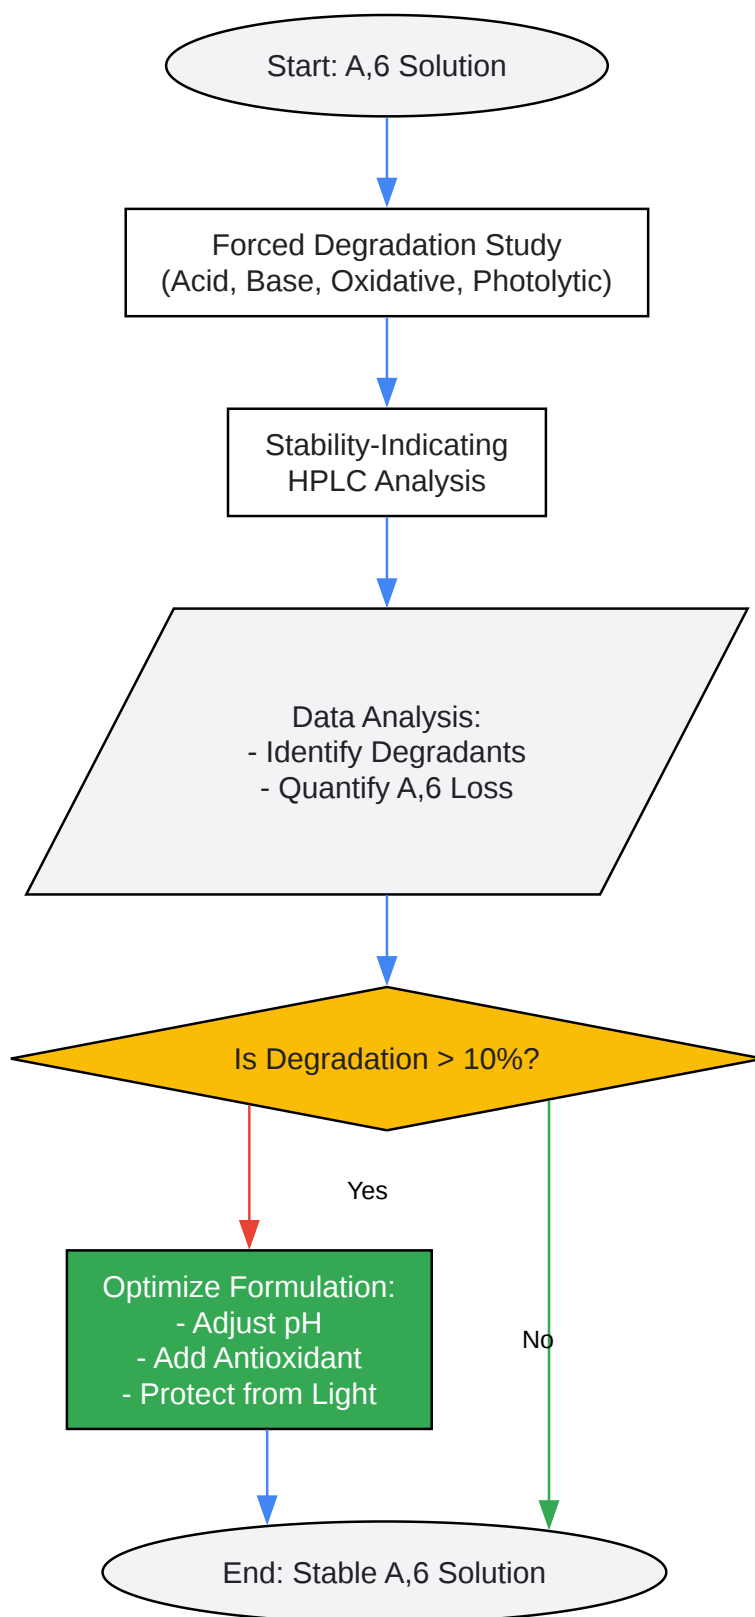 Start: A,6 Solution
Forced Degradation Study
(Acid, Base, Oxidative, Photolytic)
Stability-Indicating
HPLC Analysis
Data Analysis:
- Identify Degradants
- Quantify A,6 Loss
Is Degradation > 10%?
Yes
Optimize Formulation:
- Adjust pH
- Add Antioxidant
- Protect from Light
No
End: Stable A,6 Solution